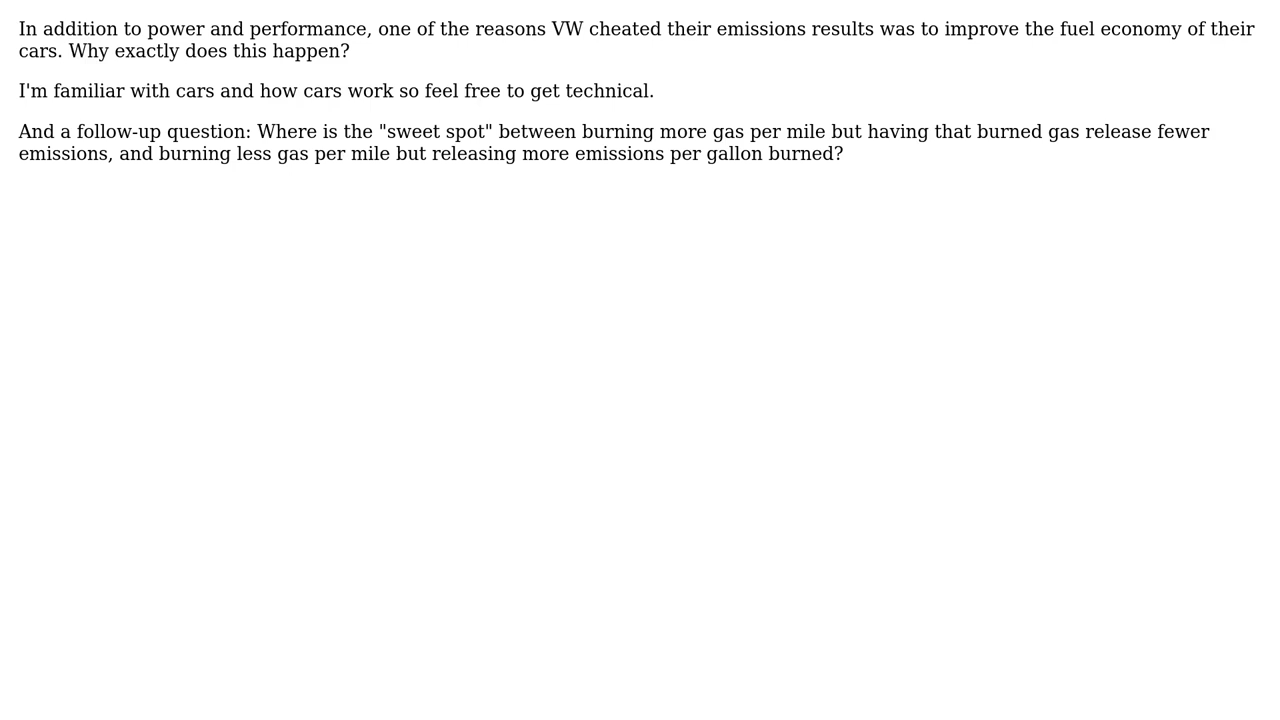 In addition to power and performance, one of the reasons VW cheated their emissions results was to improve the fuel economy of their
cars. Why exactly does this happen?
I'm familiar with cars and how cars work so feel free to get technical.
And a follow-up question: Where is the "sweet spot" between burning more gas per mile but having that burned gas release fewer
emissions, and burning less gas per mile but releasing more emissions per gallon burned?